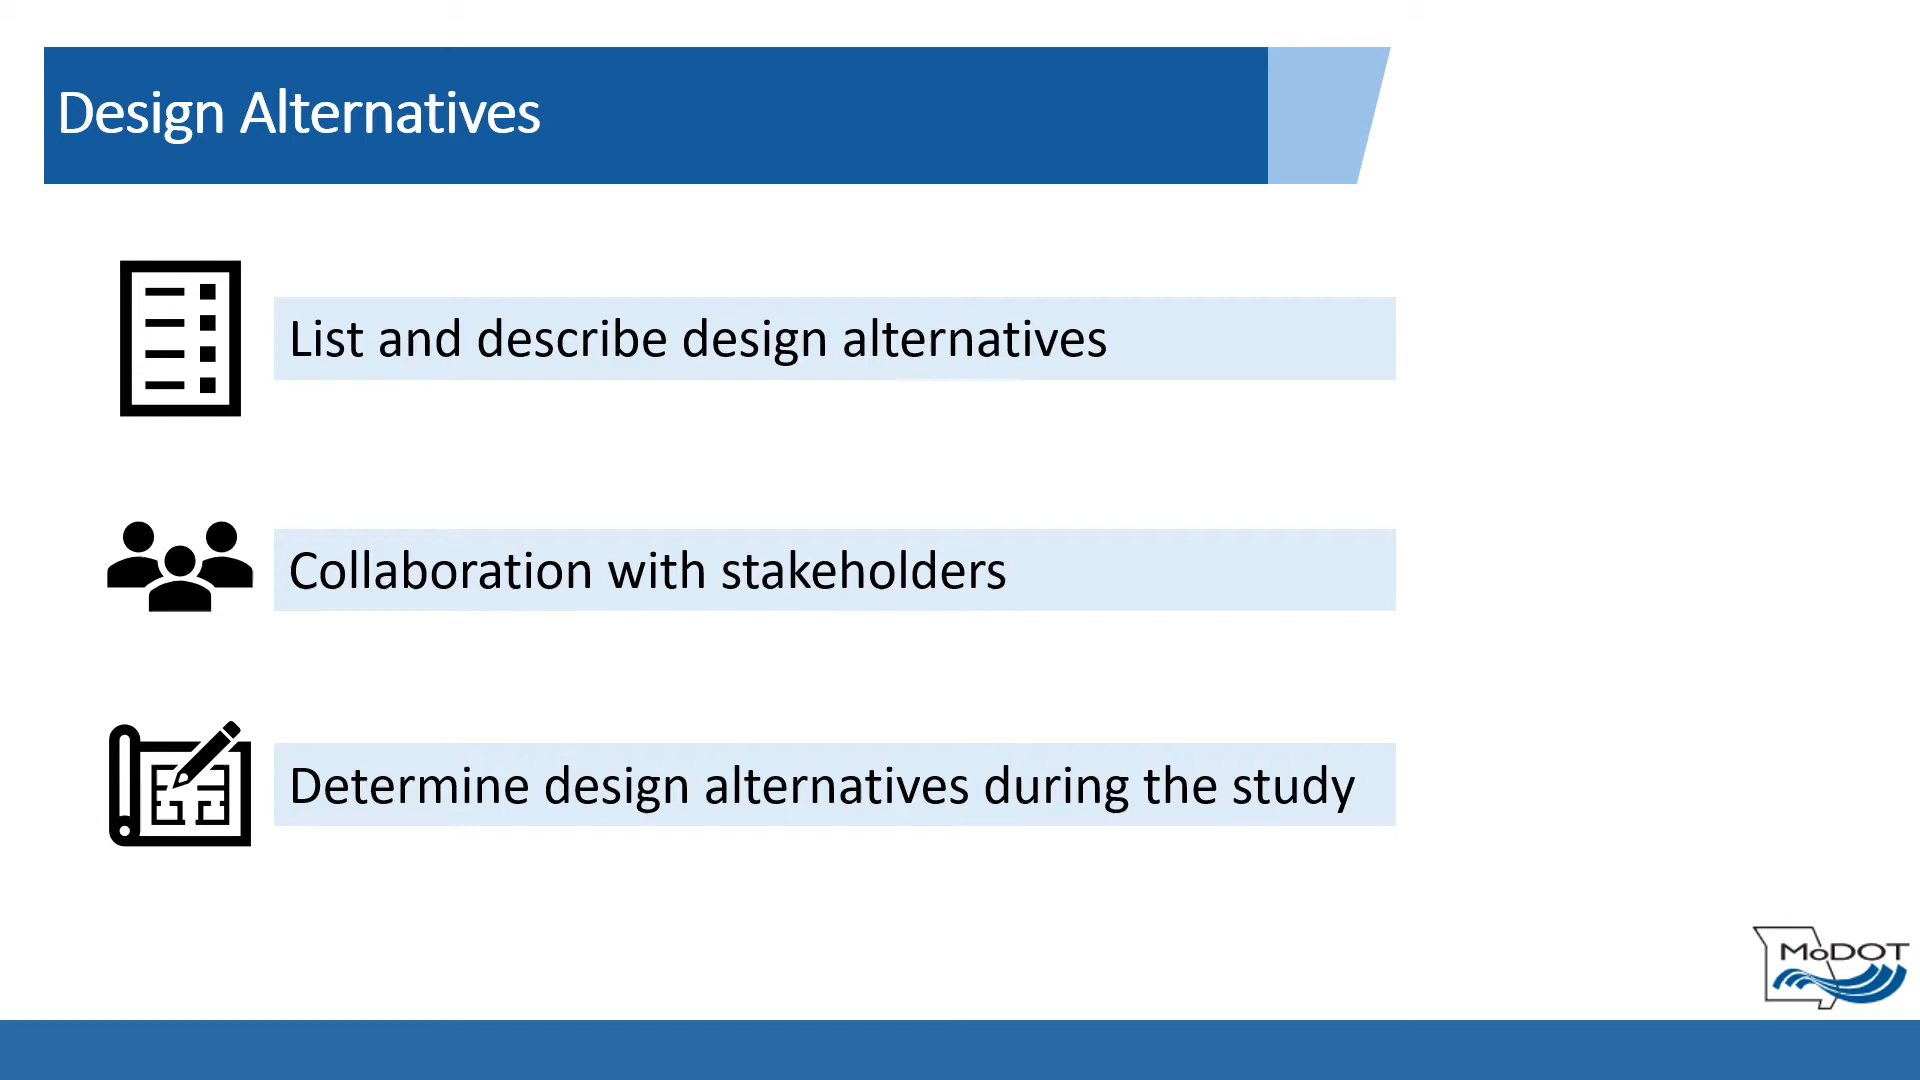 Design Alternatives
List and describe design alternatives
Collaboration with stakeholders
Determine design alternatives during the study
MoDOT